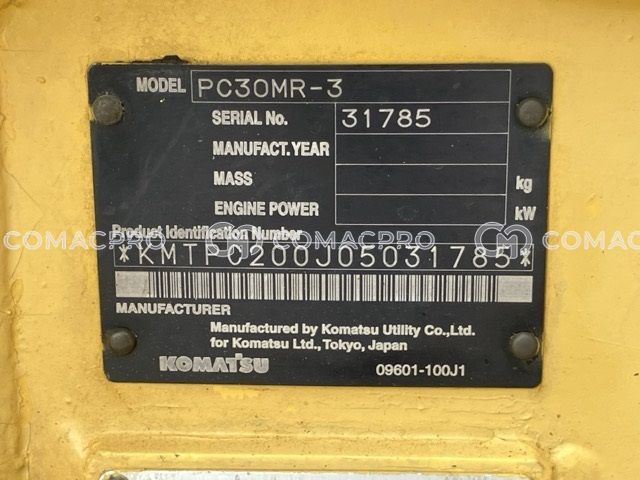 MODEL PC30MR-3
SERIAL No. 31785
MANUFACT. YEAR
MASS kg
ENGINE POWER kW
Product Identification Number
COMACPRO COMACPRO COMACPRO
*KMTPC200J05031785*
MANUFACTURER
Manufactured by Komatsu Utility Co.,Ltd.
for Komatsu Ltd., Tokyo, Japan
KOMATSU 09601-100J1